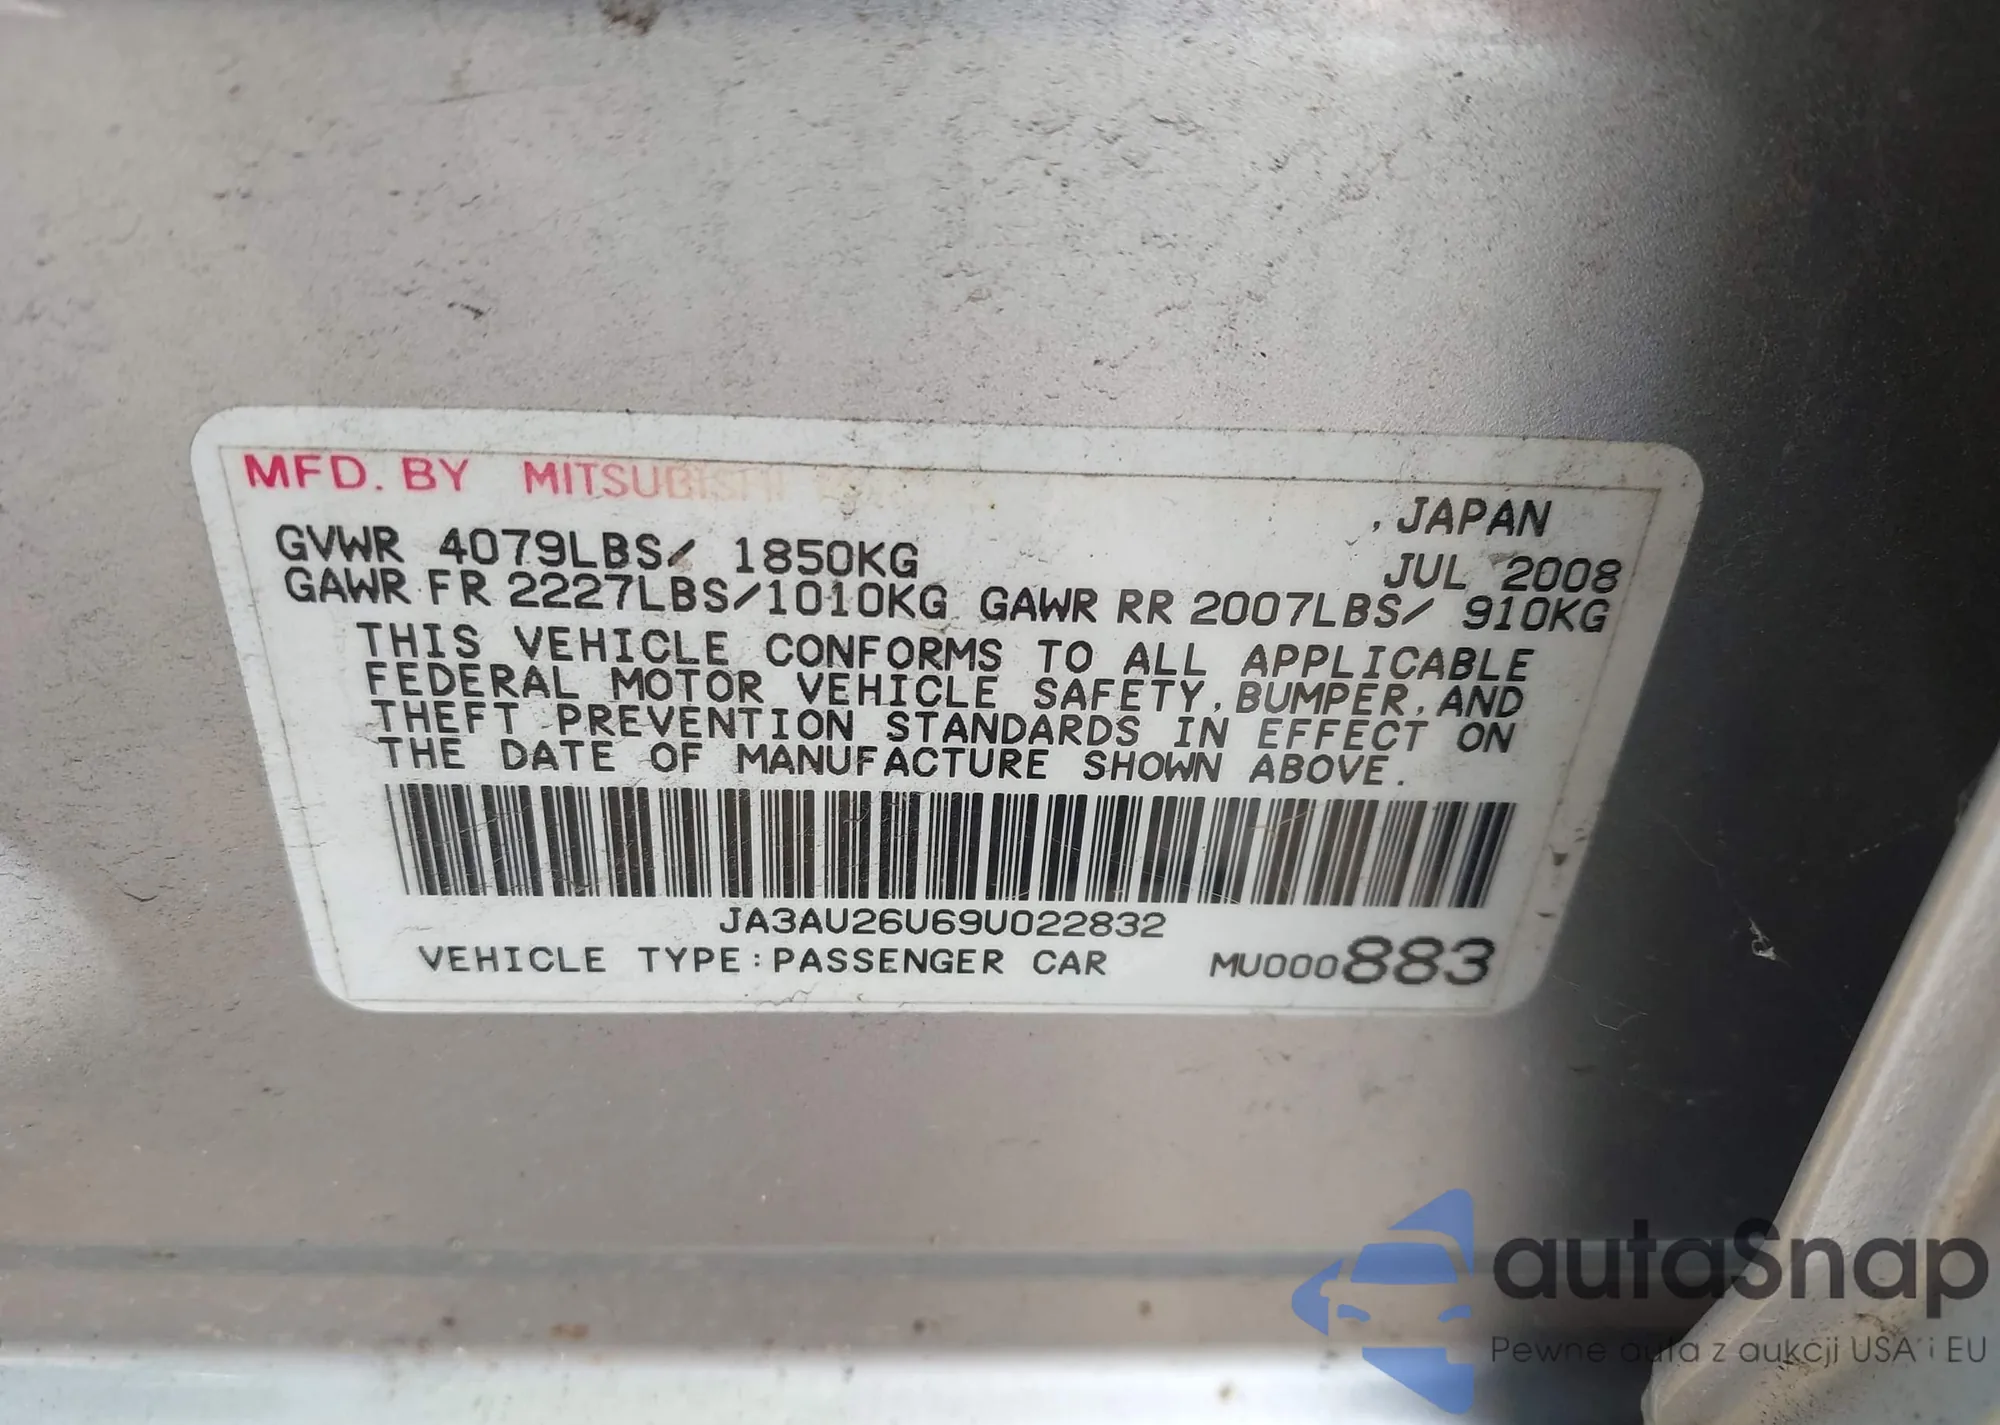 MFD. BY MITSUBISHI
, JAPAN
GVWR 4079LBS/ 1850KG
JUL 2008
GAWR FR 2227LBS/1010KG GAWR RR 2007LBS/ 910KG
THIS VEHICLE CONFORMS TO ALL APPLICABLE
FEDERAL MOTOR VEHICLE SAFETY, BUMPER, AND
THEFT PREVENTION STANDARDS IN EFFECT ON
THE DATE OF MANUFACTURE SHOWN ABOVE.
JA3AU26U69U022832
VEHICLE TYPE:PASSENGER CAR MU000883
autaSnap
Pewne auta z aukcji USA i EU